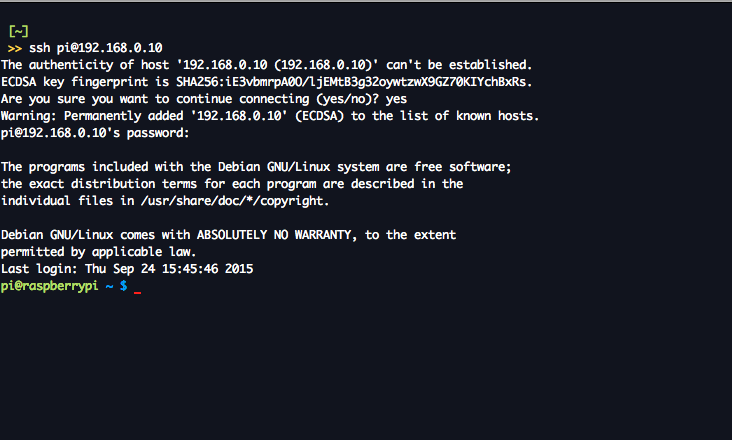 [~]
>> ssh pi@192.168.0.10
The authenticity of host '192.168.0.10 (192.168.0.10)' can't be established.
ECDSA key fingerprint is SHA256:iE3vbmrpA0O/ljEMtB3g32oywtzwX9GZ70KIYchBxRs.
Are you sure you want to continue connecting (yes/no)? yes
Warning: Permanently added '192.168.0.10' (ECDSA) to the list of known hosts.
pi@192.168.0.10's password:
The programs included with the Debian GNU/Linux system are free software;
the exact distribution terms for each program are described in the
individual files in /usr/share/doc/*/copyright.
Debian GNU/Linux comes with ABSOLUTELY NO WARRANTY, to the extent
permitted by applicable law.
Last login: Thu Sep 24 15:45:46 2015
pi@raspberrypi ~ $ _